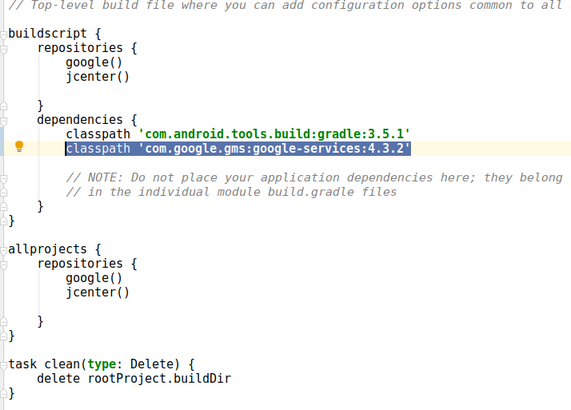 // Top-level build file where you can add configuration options common to all
buildscript {
    repositories {
        google()
        jcenter()
    }
    dependencies {
        classpath 'com.android.tools.build:gradle:3.5.1'
        classpath 'com.google.gms:google-services:4.3.2'
        // NOTE: Do not place your application dependencies here; they belong
        // in the individual module build.gradle files
    }
}
allprojects {
    repositories {
        google()
        jcenter()
    }
}
task clean(type: Delete) {
    delete rootProject.buildDir
}